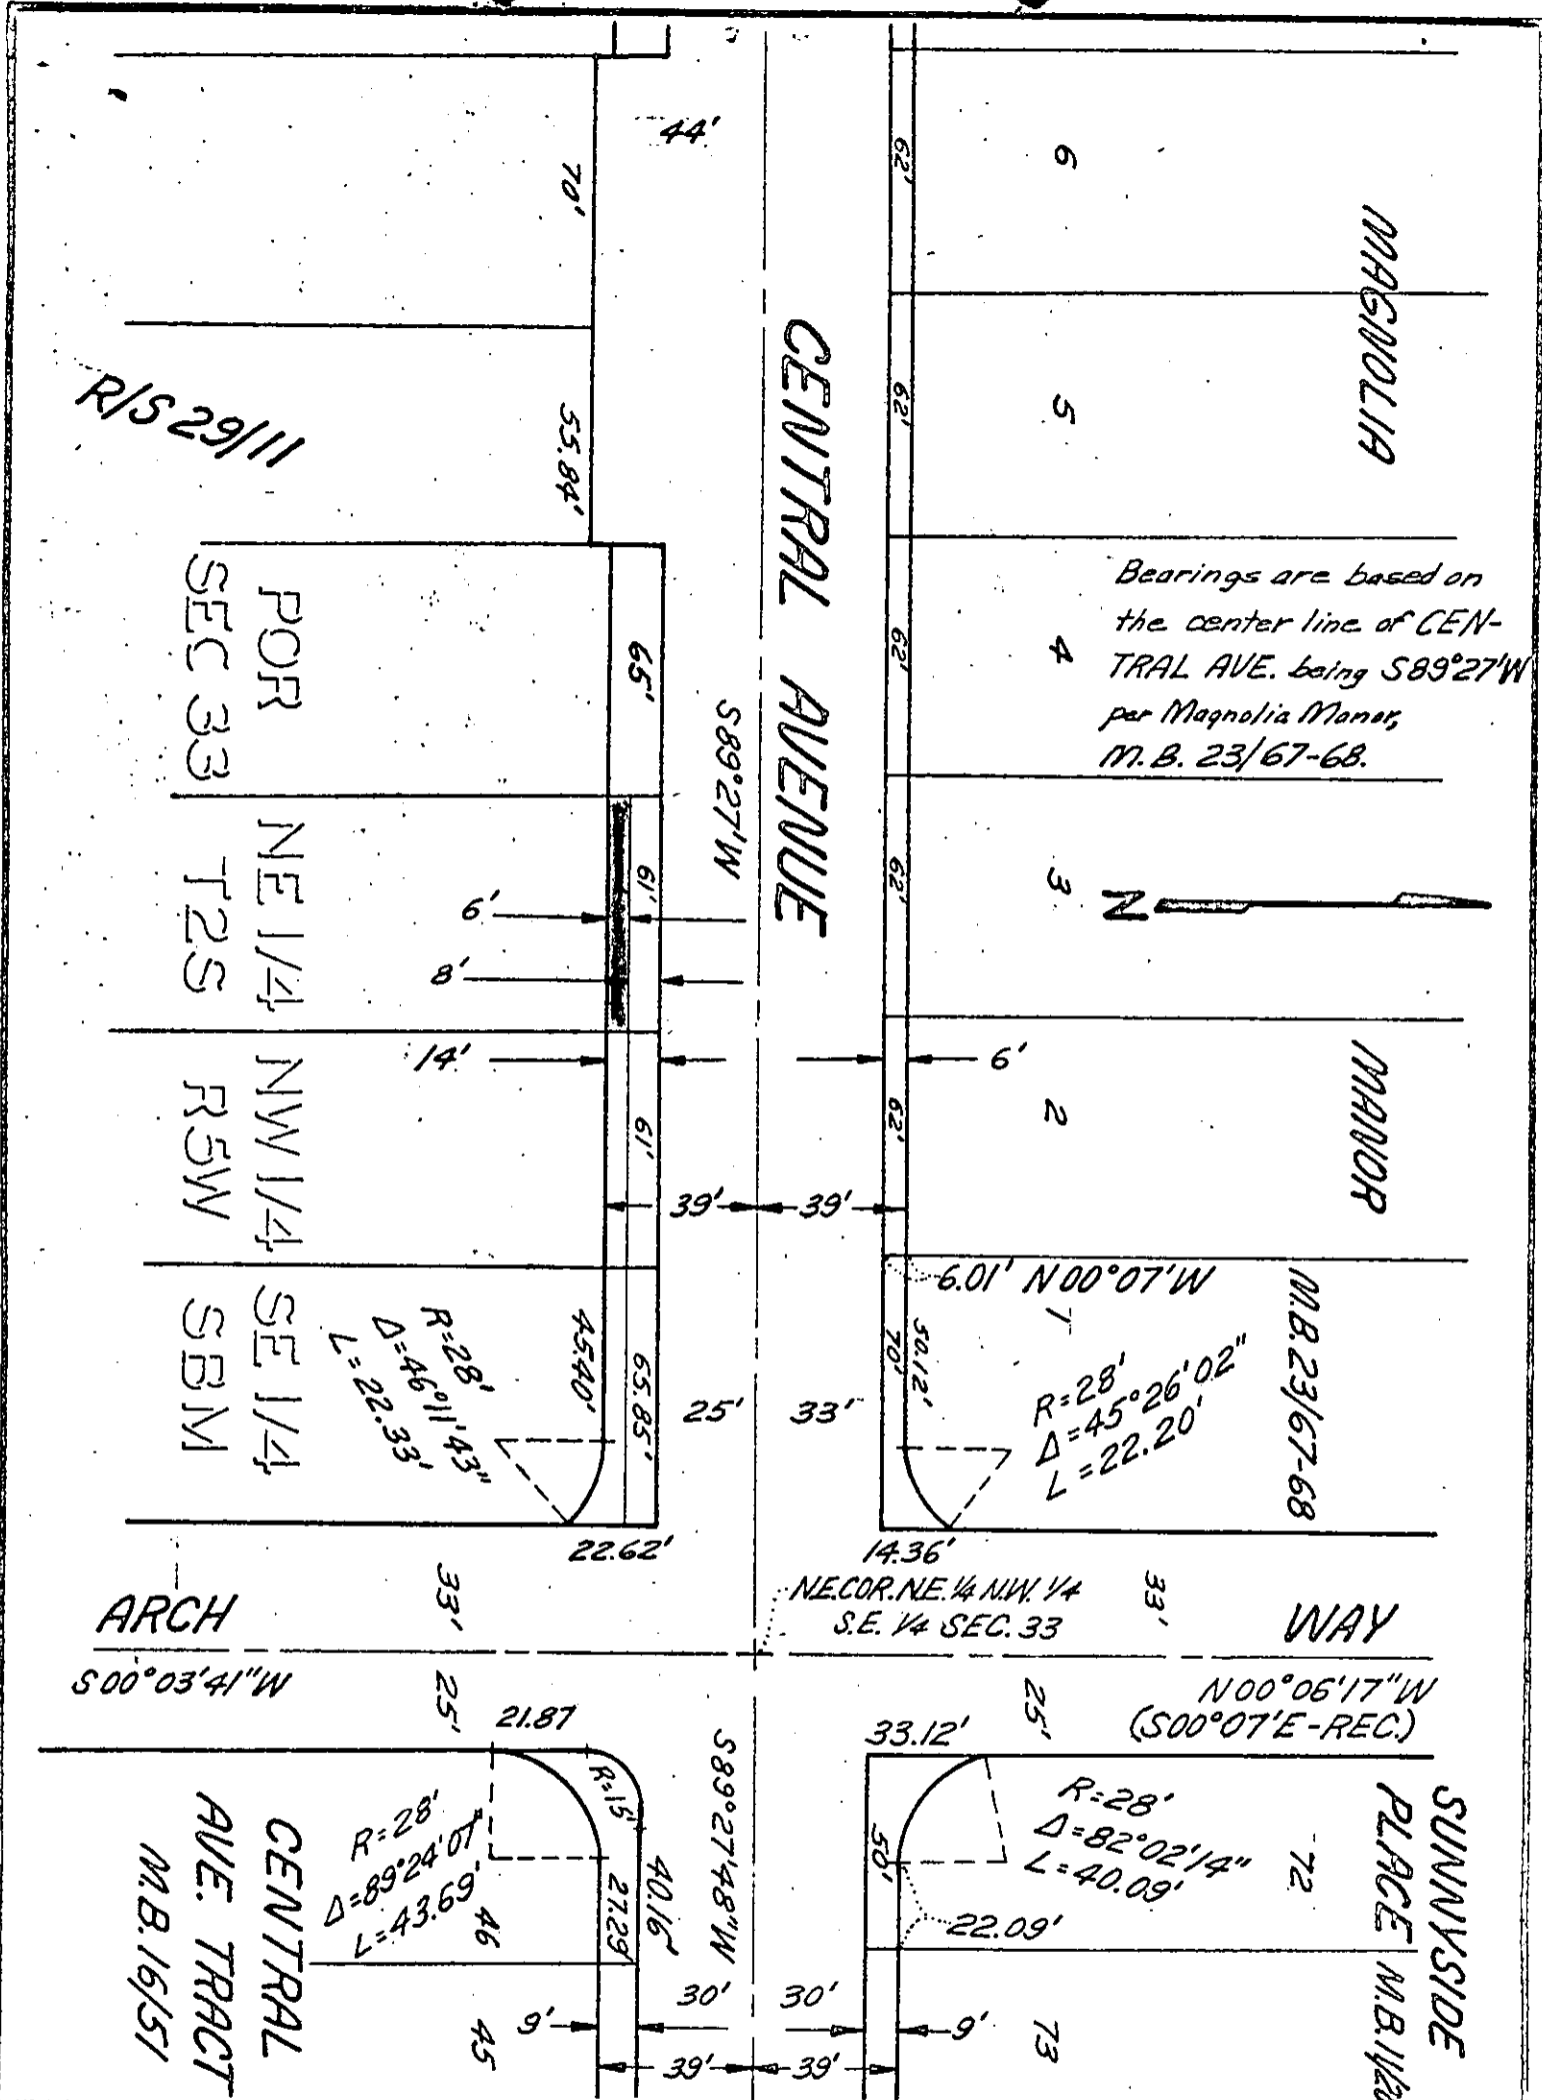 44'
70'
62'
6
MAGNOLIA
R/S 29/11
55.84'
CENTRAL AVENUE
62'
5
POR
SEC 33
65'
S89°27'W
62'
4
Bearings are based on
the center line of CEN-
TRAL AVE. being S89°27'W
per Magnolia Manor,
M.B. 23/67-68.
NE 1/4
T2S
61'
6'
8'
62'
3
N
NW 1/4
R5W
14'
61'
6'
62'
2
MANOR
39'
39'
SE 1/4
SBM
6.01' N00°07'W
1
M.B. 23/67-68
R=28'
Δ=46°11'43"
L=22.33'
45.40'
65.85'
25'
33'
50.12'
70'
R=28'
Δ=45°26'02"
L=22.20'
22.62'
14.36'
N.E. COR. N.E. 1/4 N.W. 1/4
S.E. 1/4 SEC. 33
ARCH
33'
33'
WAY
S00°03'41"W
25'
25'
N00°06'17"W
(S00°07'E-REC.)
21.87
33.12'
S89°27'48"W
R=15'
R=28'
Δ=89°24'07"
L=43.69'
40.16'
27.29'
46
50'
R=28'
Δ=82°02'14"
L=40.09'
72
22.09'
SUNNYSIDE
PLACE
CENTRAL
AVE. TRACT
M.B. 16/51
30'
30'
9'
9'
45
73
39'
39'